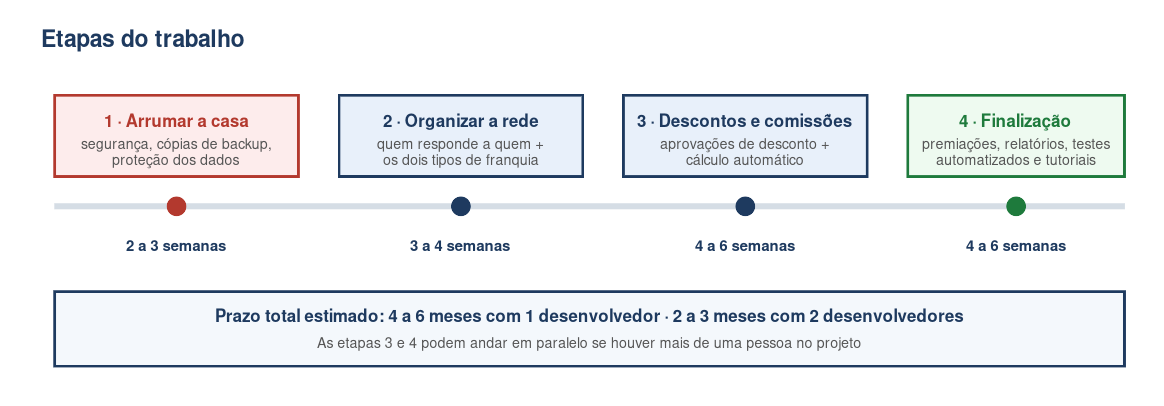 Etapas do trabalho
1 · Arrumar a casa
segurança, cópias de backup,
proteção dos dados
2 · Organizar a rede
quem responde a quem +
os dois tipos de franquia
3 · Descontos e comissões
aprovações de desconto +
cálculo automático
4 · Finalização
premiações, relatórios, testes
automatizados e tutoriais
2 a 3 semanas
3 a 4 semanas
4 a 6 semanas
4 a 6 semanas
Prazo total estimado: 4 a 6 meses com 1 desenvolvedor · 2 a 3 meses com 2 desenvolvedores
As etapas 3 e 4 podem andar em paralelo se houver mais de uma pessoa no projeto